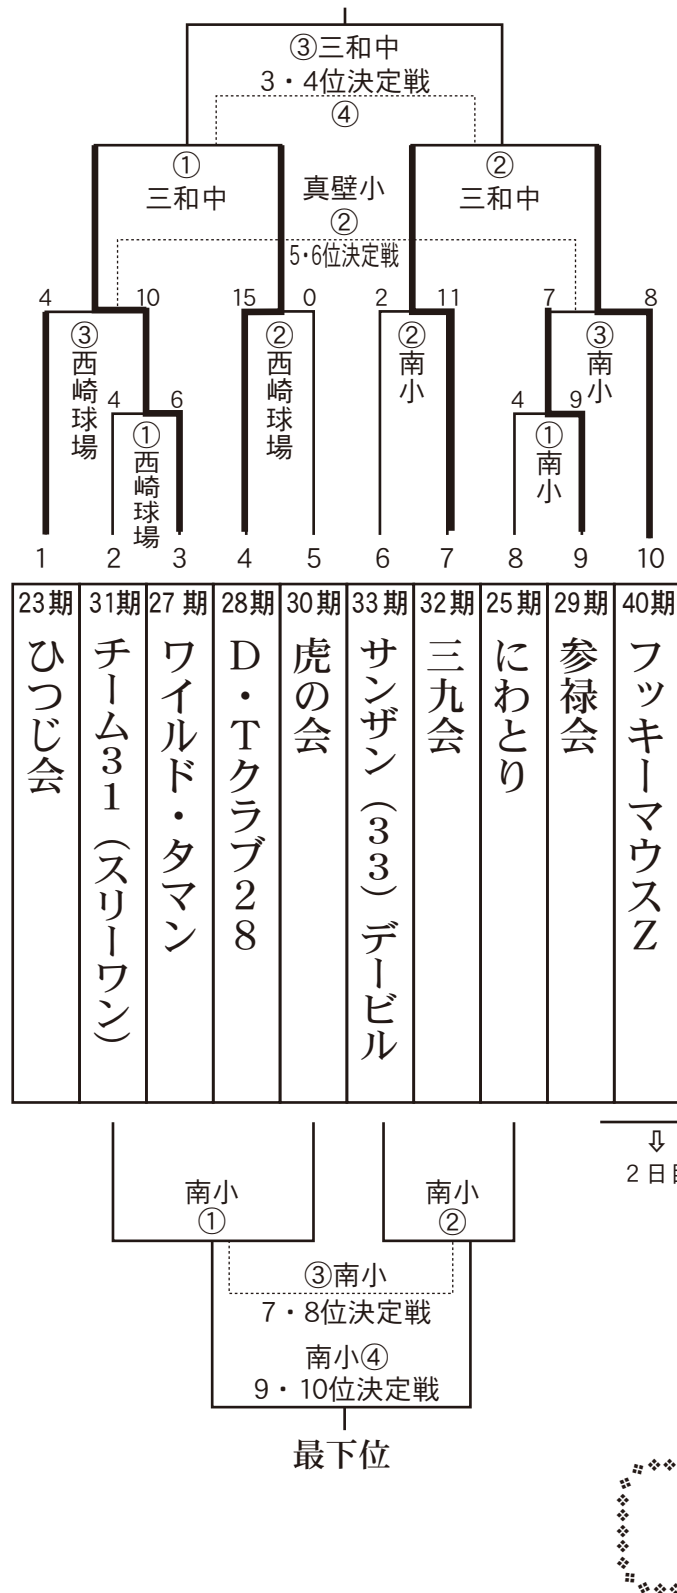 ③三和中
3・4位決定戦
④
①
三和中
②
三和中
真壁小
②
5・6位決定戦
4
10
15
0
2
11
7
8
③西崎球場
②西崎球場
②南小
③南小
4
6
4
9
①西崎球場
①南小
1
2
3
4
5
6
7
8
9
10
23期
31期
27期
28期
30期
33期
32期
25期
29期
40期
ひつじ会
チーム31（スリーワン）
ワイルド・タマン
D・Tクラブ28
虎の会
サンザン（33）デービル
三九会
にわとり
参禄会
フッキーマウスZ
⇩
2日目
南小
①
南小
②
③南小
7・8位決定戦
南小④
9・10位決定戦
最下位